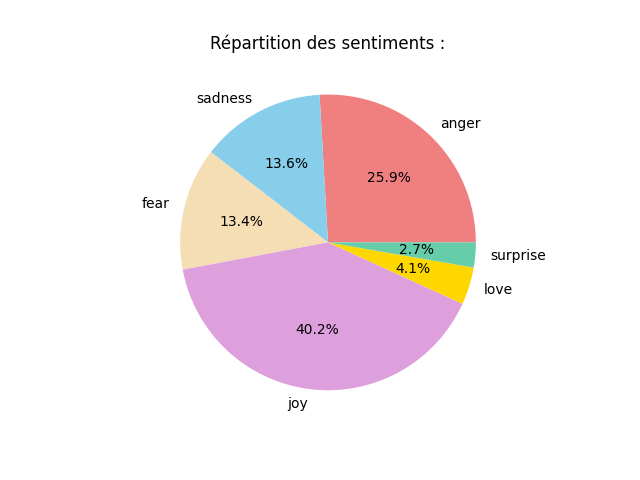 Répartition des sentiments :
sadness
anger
13.6%
25.9%
fear
13.4%
2.7%
surprise
4.1%
love
40.2%
joy